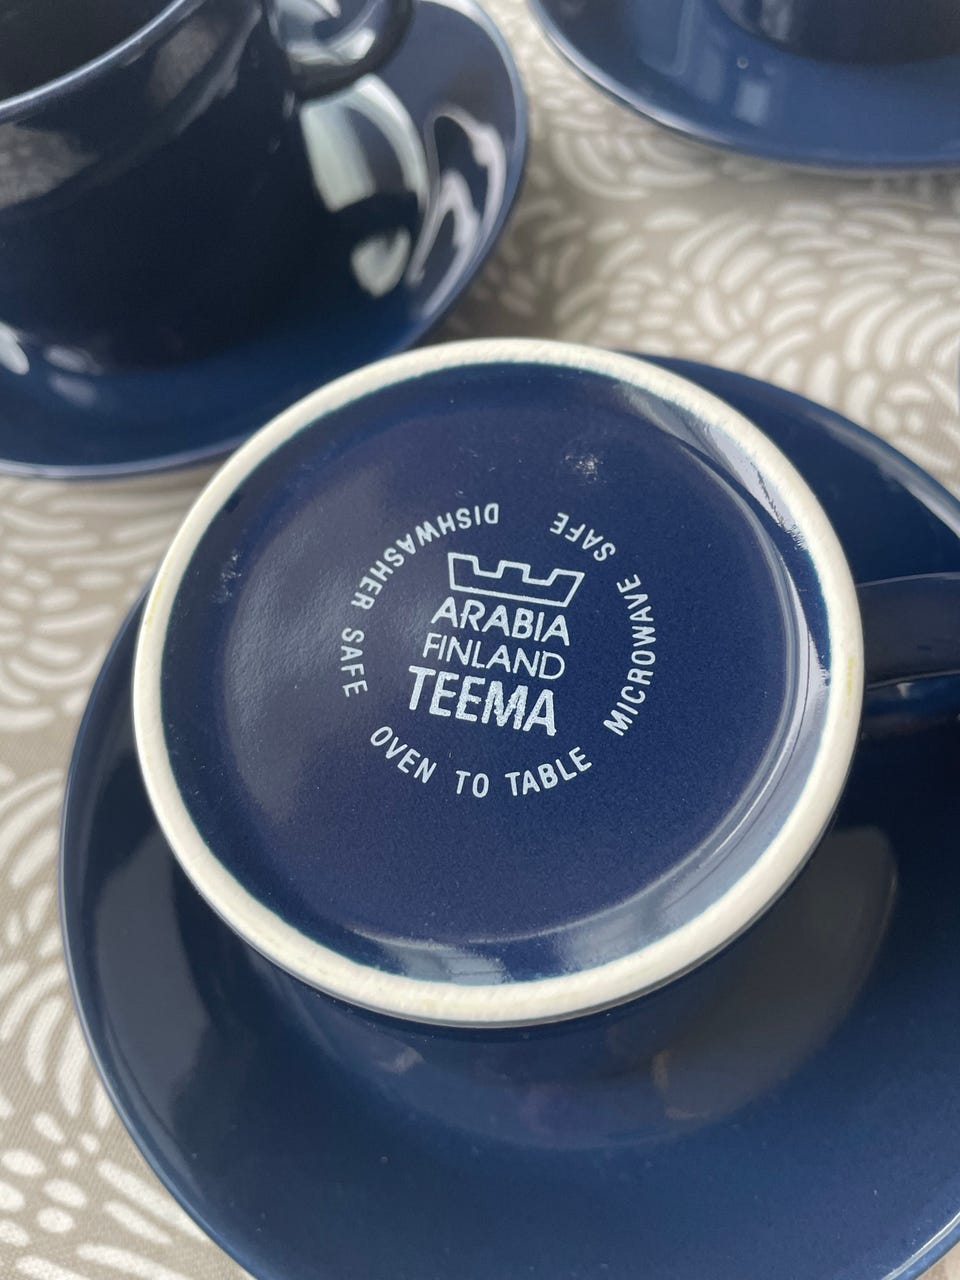 ARABIA
FINLAND
TEEMA
DISHWASHER SAFE
OVEN TO TABLE
MICROWAVE SAFE